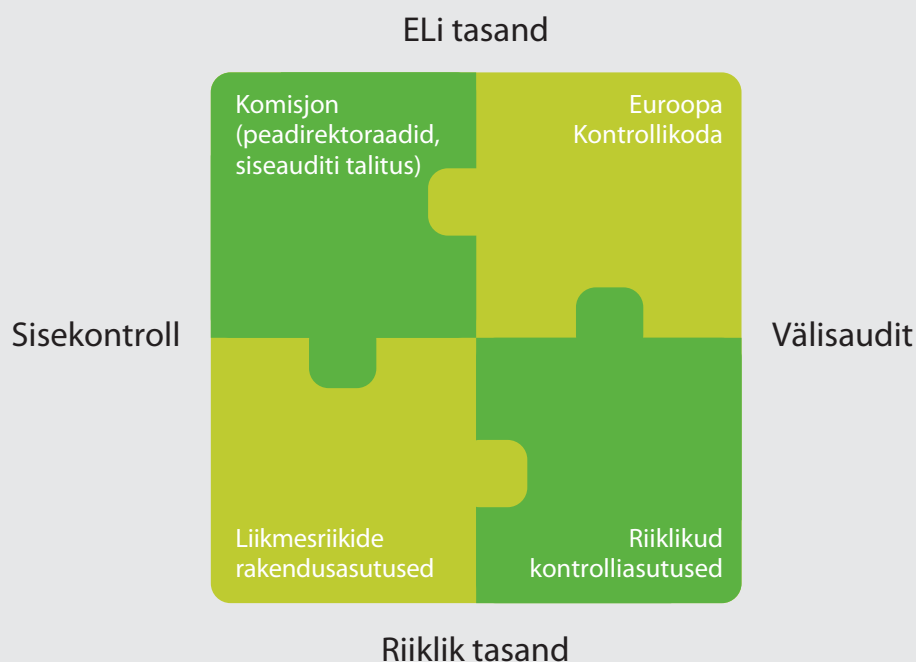 ELi tasand
Komisjon
(peadirektoraadid,
siseauditi talitus)
Euroopa
Kontrollikoda
Sisekontroll
Välisaudit
Liikmesriikide
rakendusasutused
Riiklikud
kontrolliasutused
Riiklik tasand